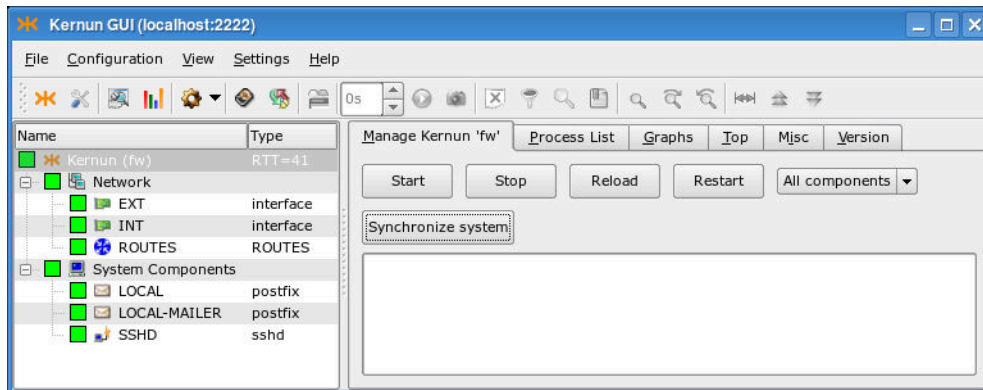 Kernun GUI (localhost:2222)
File Configuration View Settings Help
0s
Name Type
Kernun (fw) RTT=41
Network
EXT interface
INT interface
ROUTES ROUTES
System Components
LOCAL postfix
LOCAL-MAILER postfix
SSHD sshd
Manage Kernun 'fw' Process List Graphs Top Misc Version
Start Stop Reload Restart All components
Synchronize system